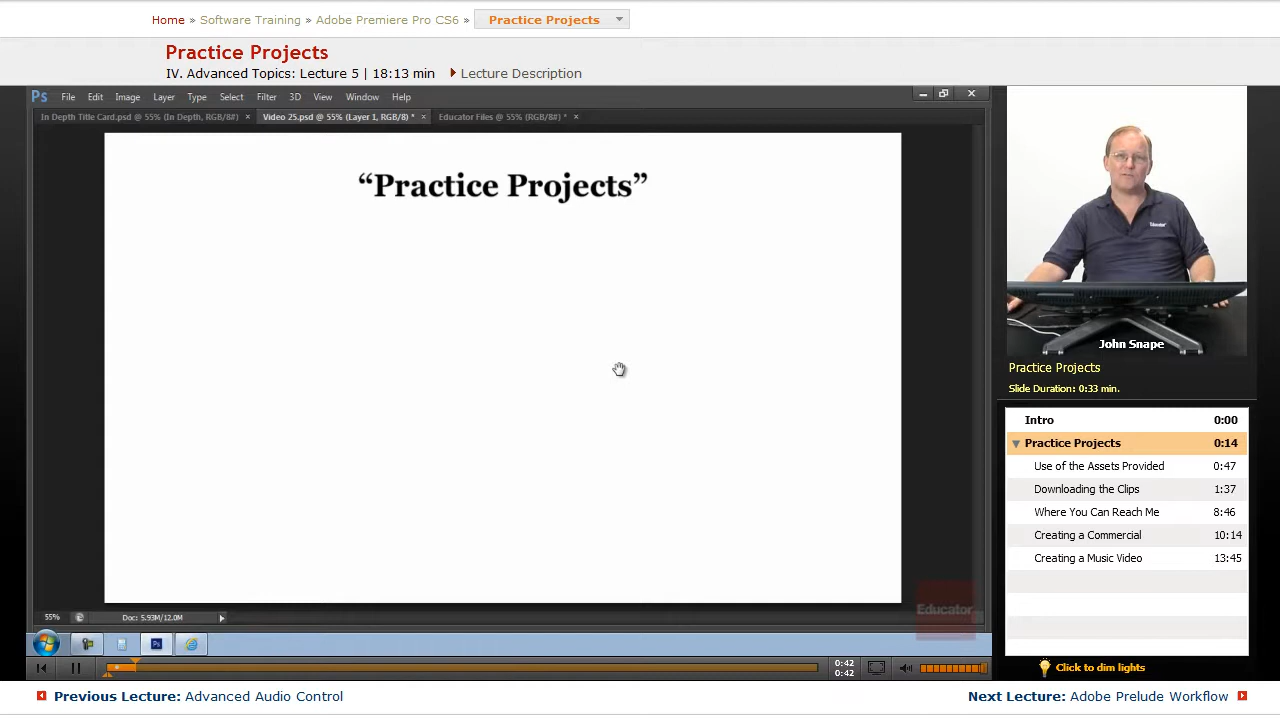 Home » Software Training » Adobe Premiere Pro CS6 » Practice Projects
Practice Projects
IV. Advanced Topics: Lecture 5 | 18:13 min Lecture Description
Ps File Edit Image Layer Type Select Filter 3D View Window Help
In Depth Title Card.psd @ 55% (In Depth, RGB/8#) × Video 25.psd @ 55% (Layer 1, RGB/8) * × Educator Files @ 55% (RGB/8#) * ×
“Practice Projects”
Educator
55% Doc: 5.93M/12.0M
Ps
0:42
0:42
Educator
John Snape
Practice Projects
Slide Duration: 0:33 min.
Intro 0:00
Practice Projects 0:14
Use of the Assets Provided 0:47
Downloading the Clips 1:37
Where You Can Reach Me 8:46
Creating a Commercial 10:14
Creating a Music Video 13:45
Click to dim lights
Previous Lecture: Advanced Audio Control
Next Lecture: Adobe Prelude Workflow